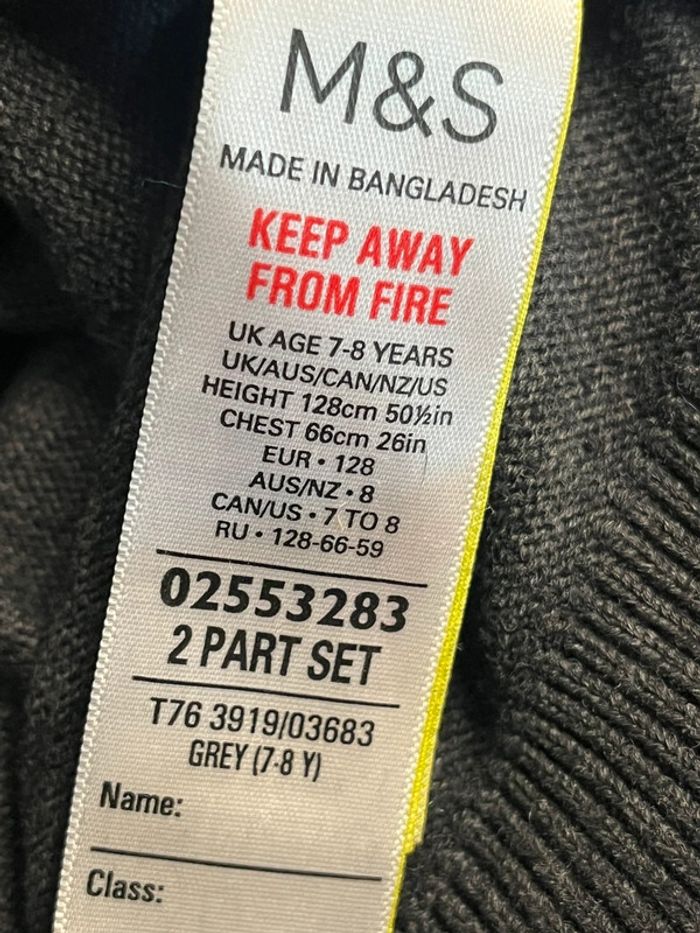 M&S
MADE IN BANGLADESH
KEEP AWAY
FROM FIRE
UK AGE 7-8 YEARS
UK/AUS/CAN/NZ/US
HEIGHT 128cm 50½in
CHEST 66cm 26in
EUR • 128
AUS/NZ • 8
CAN/US • 7 TO 8
RU • 128-66-59
02553283
2 PART SET
T76 3919/03683
GREY (7-8 Y)
Name:
Class: